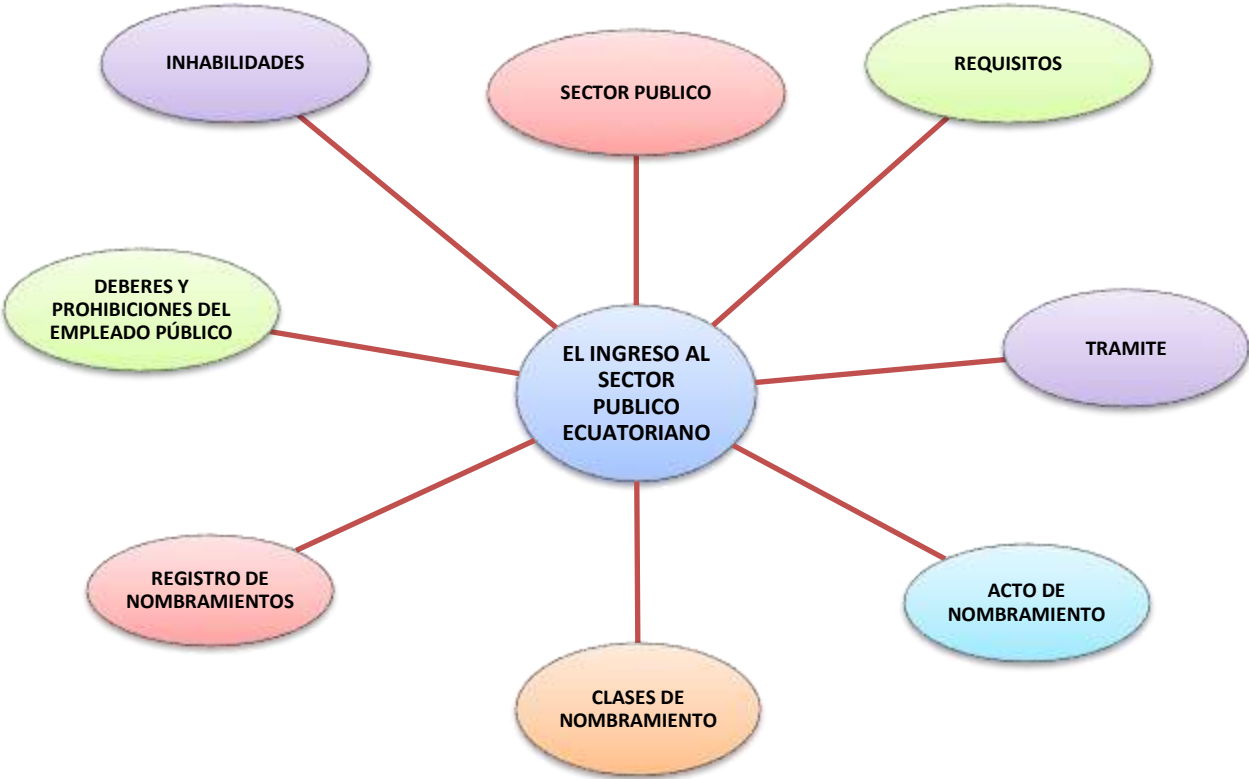 INHABILIDADES
SECTOR PUBLICO
REQUISITOS
DEBERES Y
PROHIBICIONES DEL
EMPLEADO PÚBLICO
EL INGRESO AL
SECTOR
PUBLICO
ECUATORIANO
TRAMITE
REGISTRO DE
NOMBRAMIENTOS
ACTO DE
NOMBRAMIENTO
CLASES DE
NOMBRAMIENTO